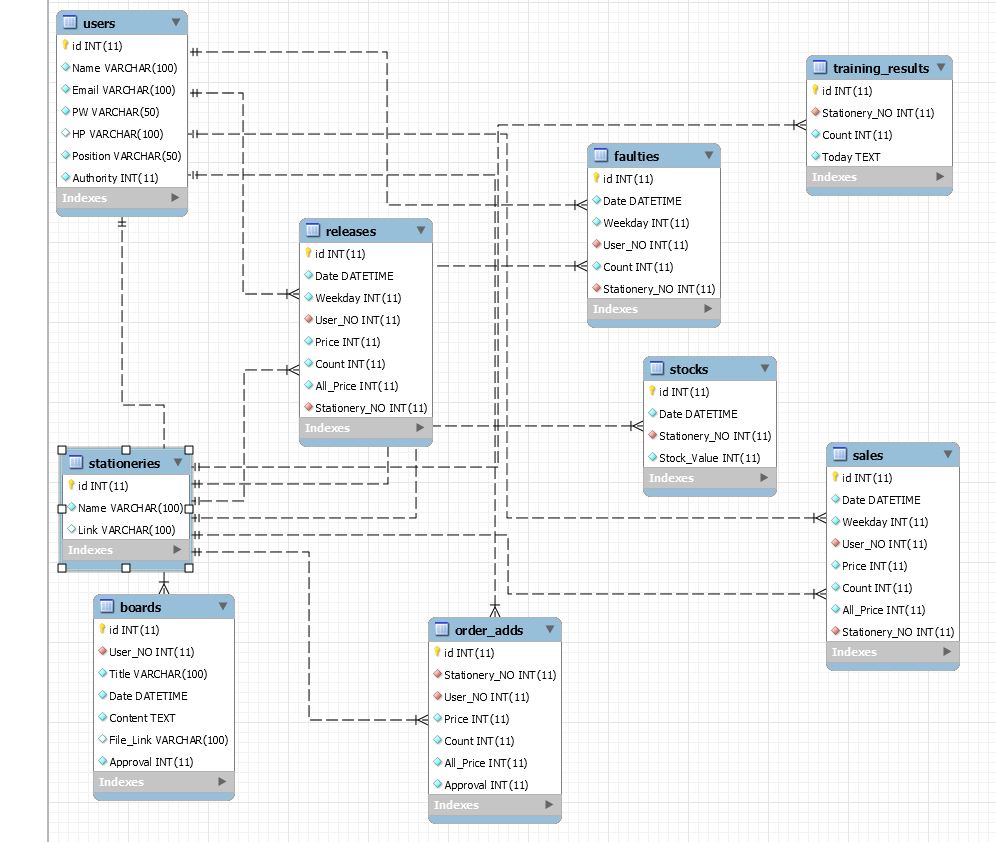 users
id INT(11)
Name VARCHAR(100)
Email VARCHAR(100)
PW VARCHAR(50)
HP VARCHAR(100)
Position VARCHAR(50)
Authority INT(11)
Indexes
training_results
id INT(11)
Stationery_NO INT(11)
Count INT(11)
Today TEXT
Indexes
faulties
id INT(11)
Date DATETIME
Weekday INT(11)
User_NO INT(11)
Count INT(11)
Stationery_NO INT(11)
Indexes
releases
id INT(11)
Date DATETIME
Weekday INT(11)
User_NO INT(11)
Price INT(11)
Count INT(11)
All_Price INT(11)
Stationery_NO INT(11)
Indexes
stocks
id INT(11)
Date DATETIME
Stationery_NO INT(11)
Stock_Value INT(11)
Indexes
stationeries
id INT(11)
Name VARCHAR(100)
Link VARCHAR(100)
Indexes
sales
id INT(11)
Date DATETIME
Weekday INT(11)
User_NO INT(11)
Price INT(11)
Count INT(11)
All_Price INT(11)
Stationery_NO INT(11)
Indexes
boards
id INT(11)
User_NO INT(11)
Title VARCHAR(100)
Date DATETIME
Content TEXT
File_Link VARCHAR(100)
Approval INT(11)
Indexes
order_adds
id INT(11)
Stationery_NO INT(11)
User_NO INT(11)
Price INT(11)
Count INT(11)
All_Price INT(11)
Approval INT(11)
Indexes